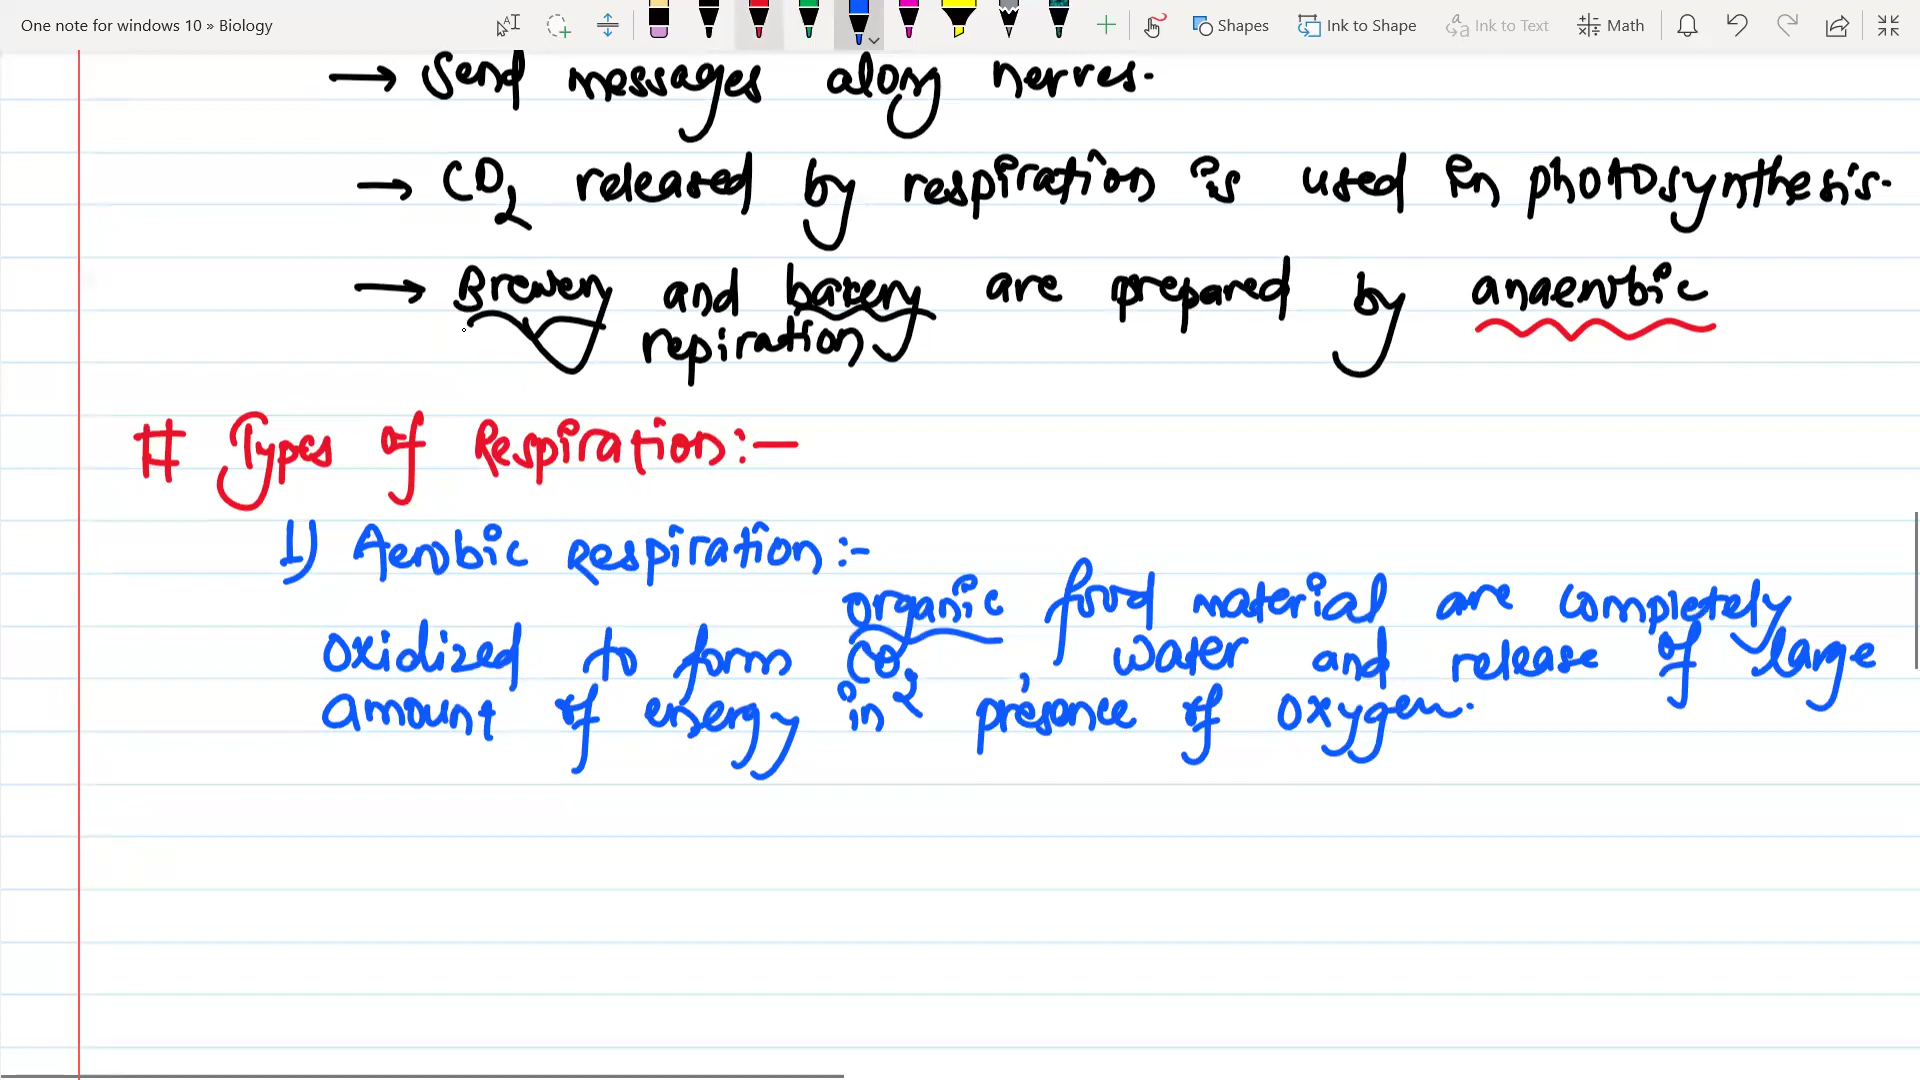 One note for windows 10 » Biology
Shapes Ink to Shape Ink to Text Math
→ Send messages along nerves.
→ CO2 released by respiration is used in photosynthesis.
→ Brewery and bakery are prepared by anaerobic
repiration
# Types of Respiration:-
1) Aerobic Respiration:-
organic food material are completely
oxidized to form CO2, water and release of large
amount of energy in presence of oxygen.